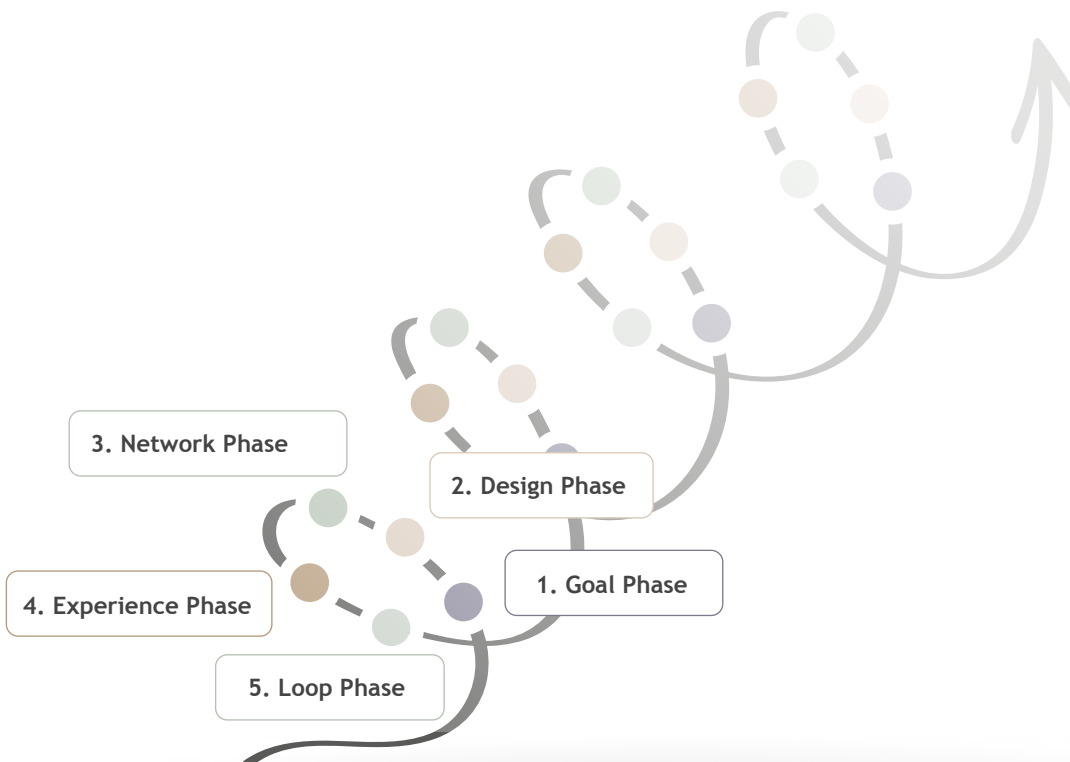 3. Network Phase
2. Design Phase
1. Goal Phase
4. Experience Phase
5. Loop Phase